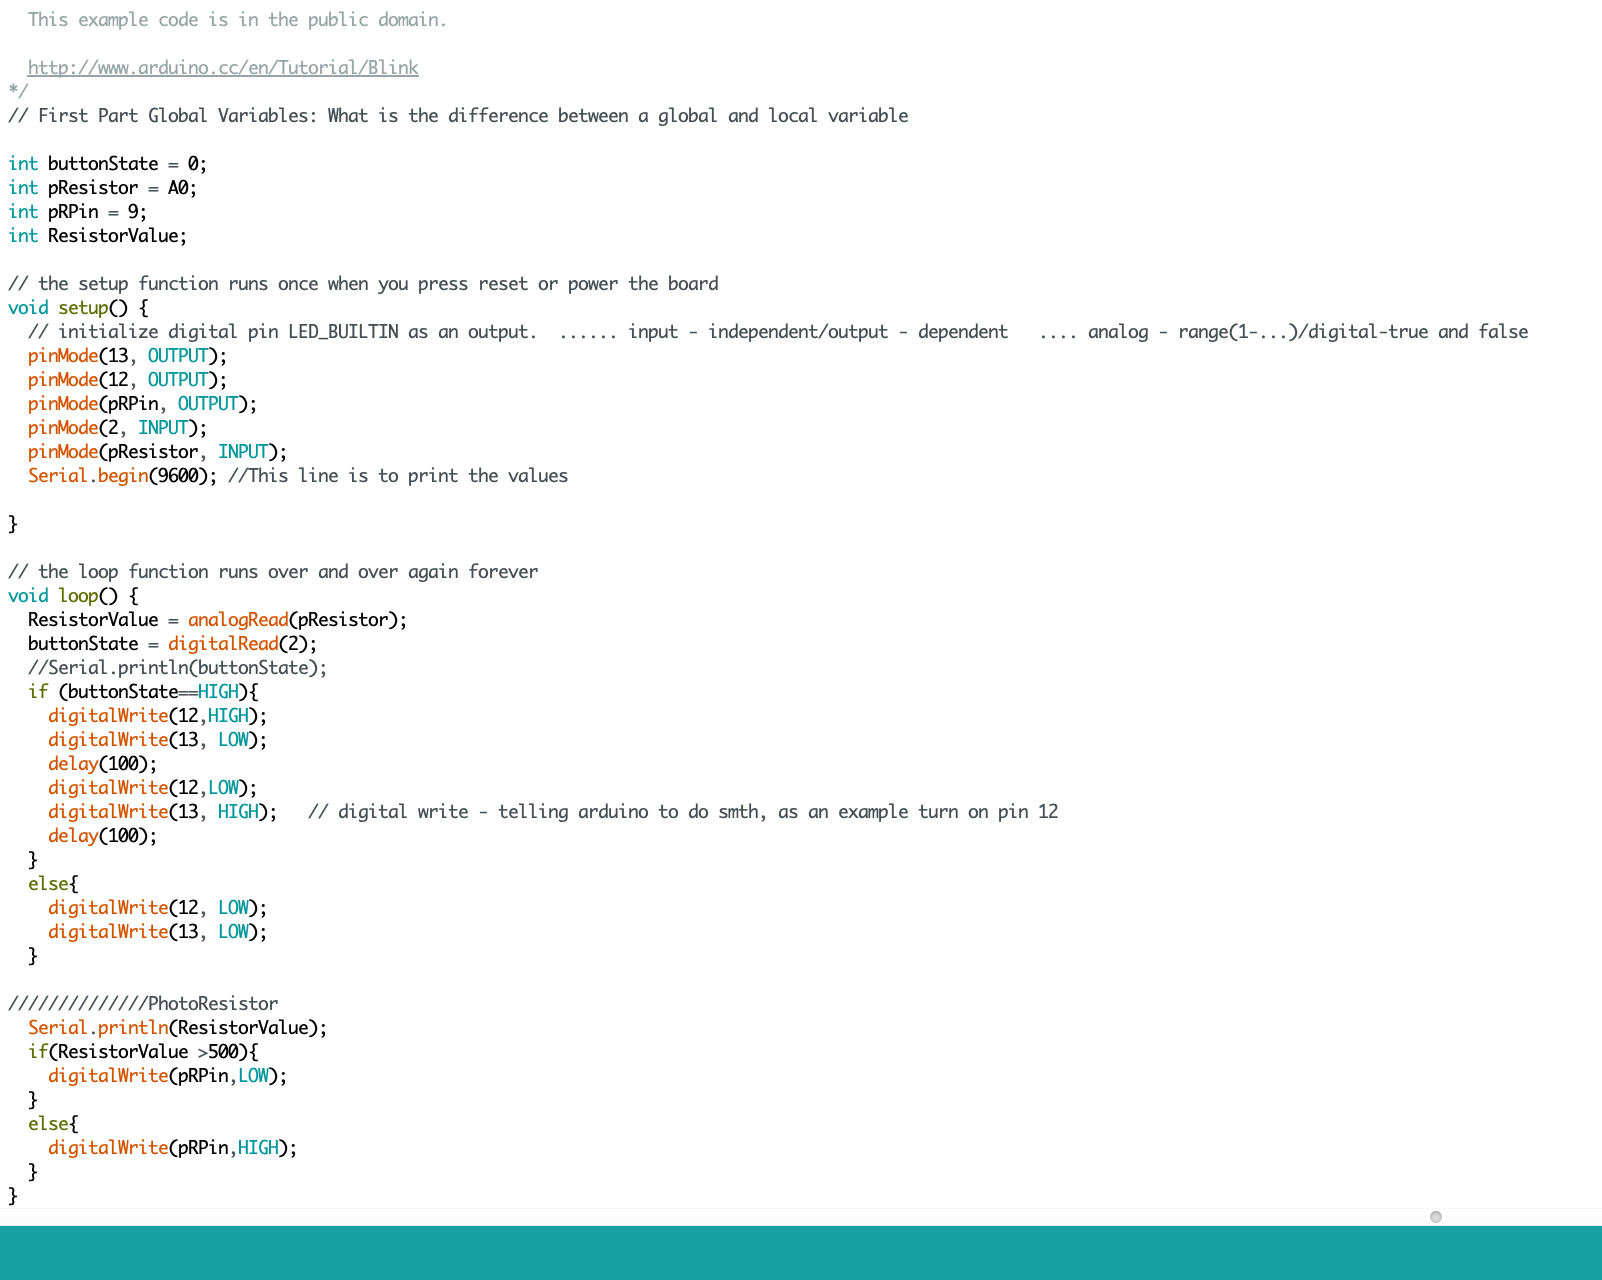 This example code is in the public domain.
http://www.arduino.cc/en/Tutorial/Blink
*/
// First Part Global Variables: What is the difference between a global and local variable
int buttonState = 0;
int pResistor = A0;
int pRPin = 9;
int ResistorValue;
// the setup function runs once when you press reset or power the board
void setup() {
  // initialize digital pin LED_BUILTIN as an output.  ...... input - independent/output - dependent   .... analog - range(1-...)/digital-true and false
  pinMode(13, OUTPUT);
  pinMode(12, OUTPUT);
  pinMode(pRPin, OUTPUT);
  pinMode(2, INPUT);
  pinMode(pResistor, INPUT);
  Serial.begin(9600); //This line is to print the values
}
// the loop function runs over and over again forever
void loop() {
  ResistorValue = analogRead(pResistor);
  buttonState = digitalRead(2);
  //Serial.println(buttonState);
  if (buttonState==HIGH){
    digitalWrite(12,HIGH);
    digitalWrite(13, LOW);
    delay(100);
    digitalWrite(12,LOW);
    digitalWrite(13, HIGH);   // digital write - telling arduino to do smth, as an example turn on pin 12
    delay(100);
  }
  else{
    digitalWrite(12, LOW);
    digitalWrite(13, LOW);
  }
//////////////PhotoResistor
  Serial.println(ResistorValue);
  if(ResistorValue >500){
    digitalWrite(pRPin,LOW);
  }
  else{
    digitalWrite(pRPin,HIGH);
  }
}